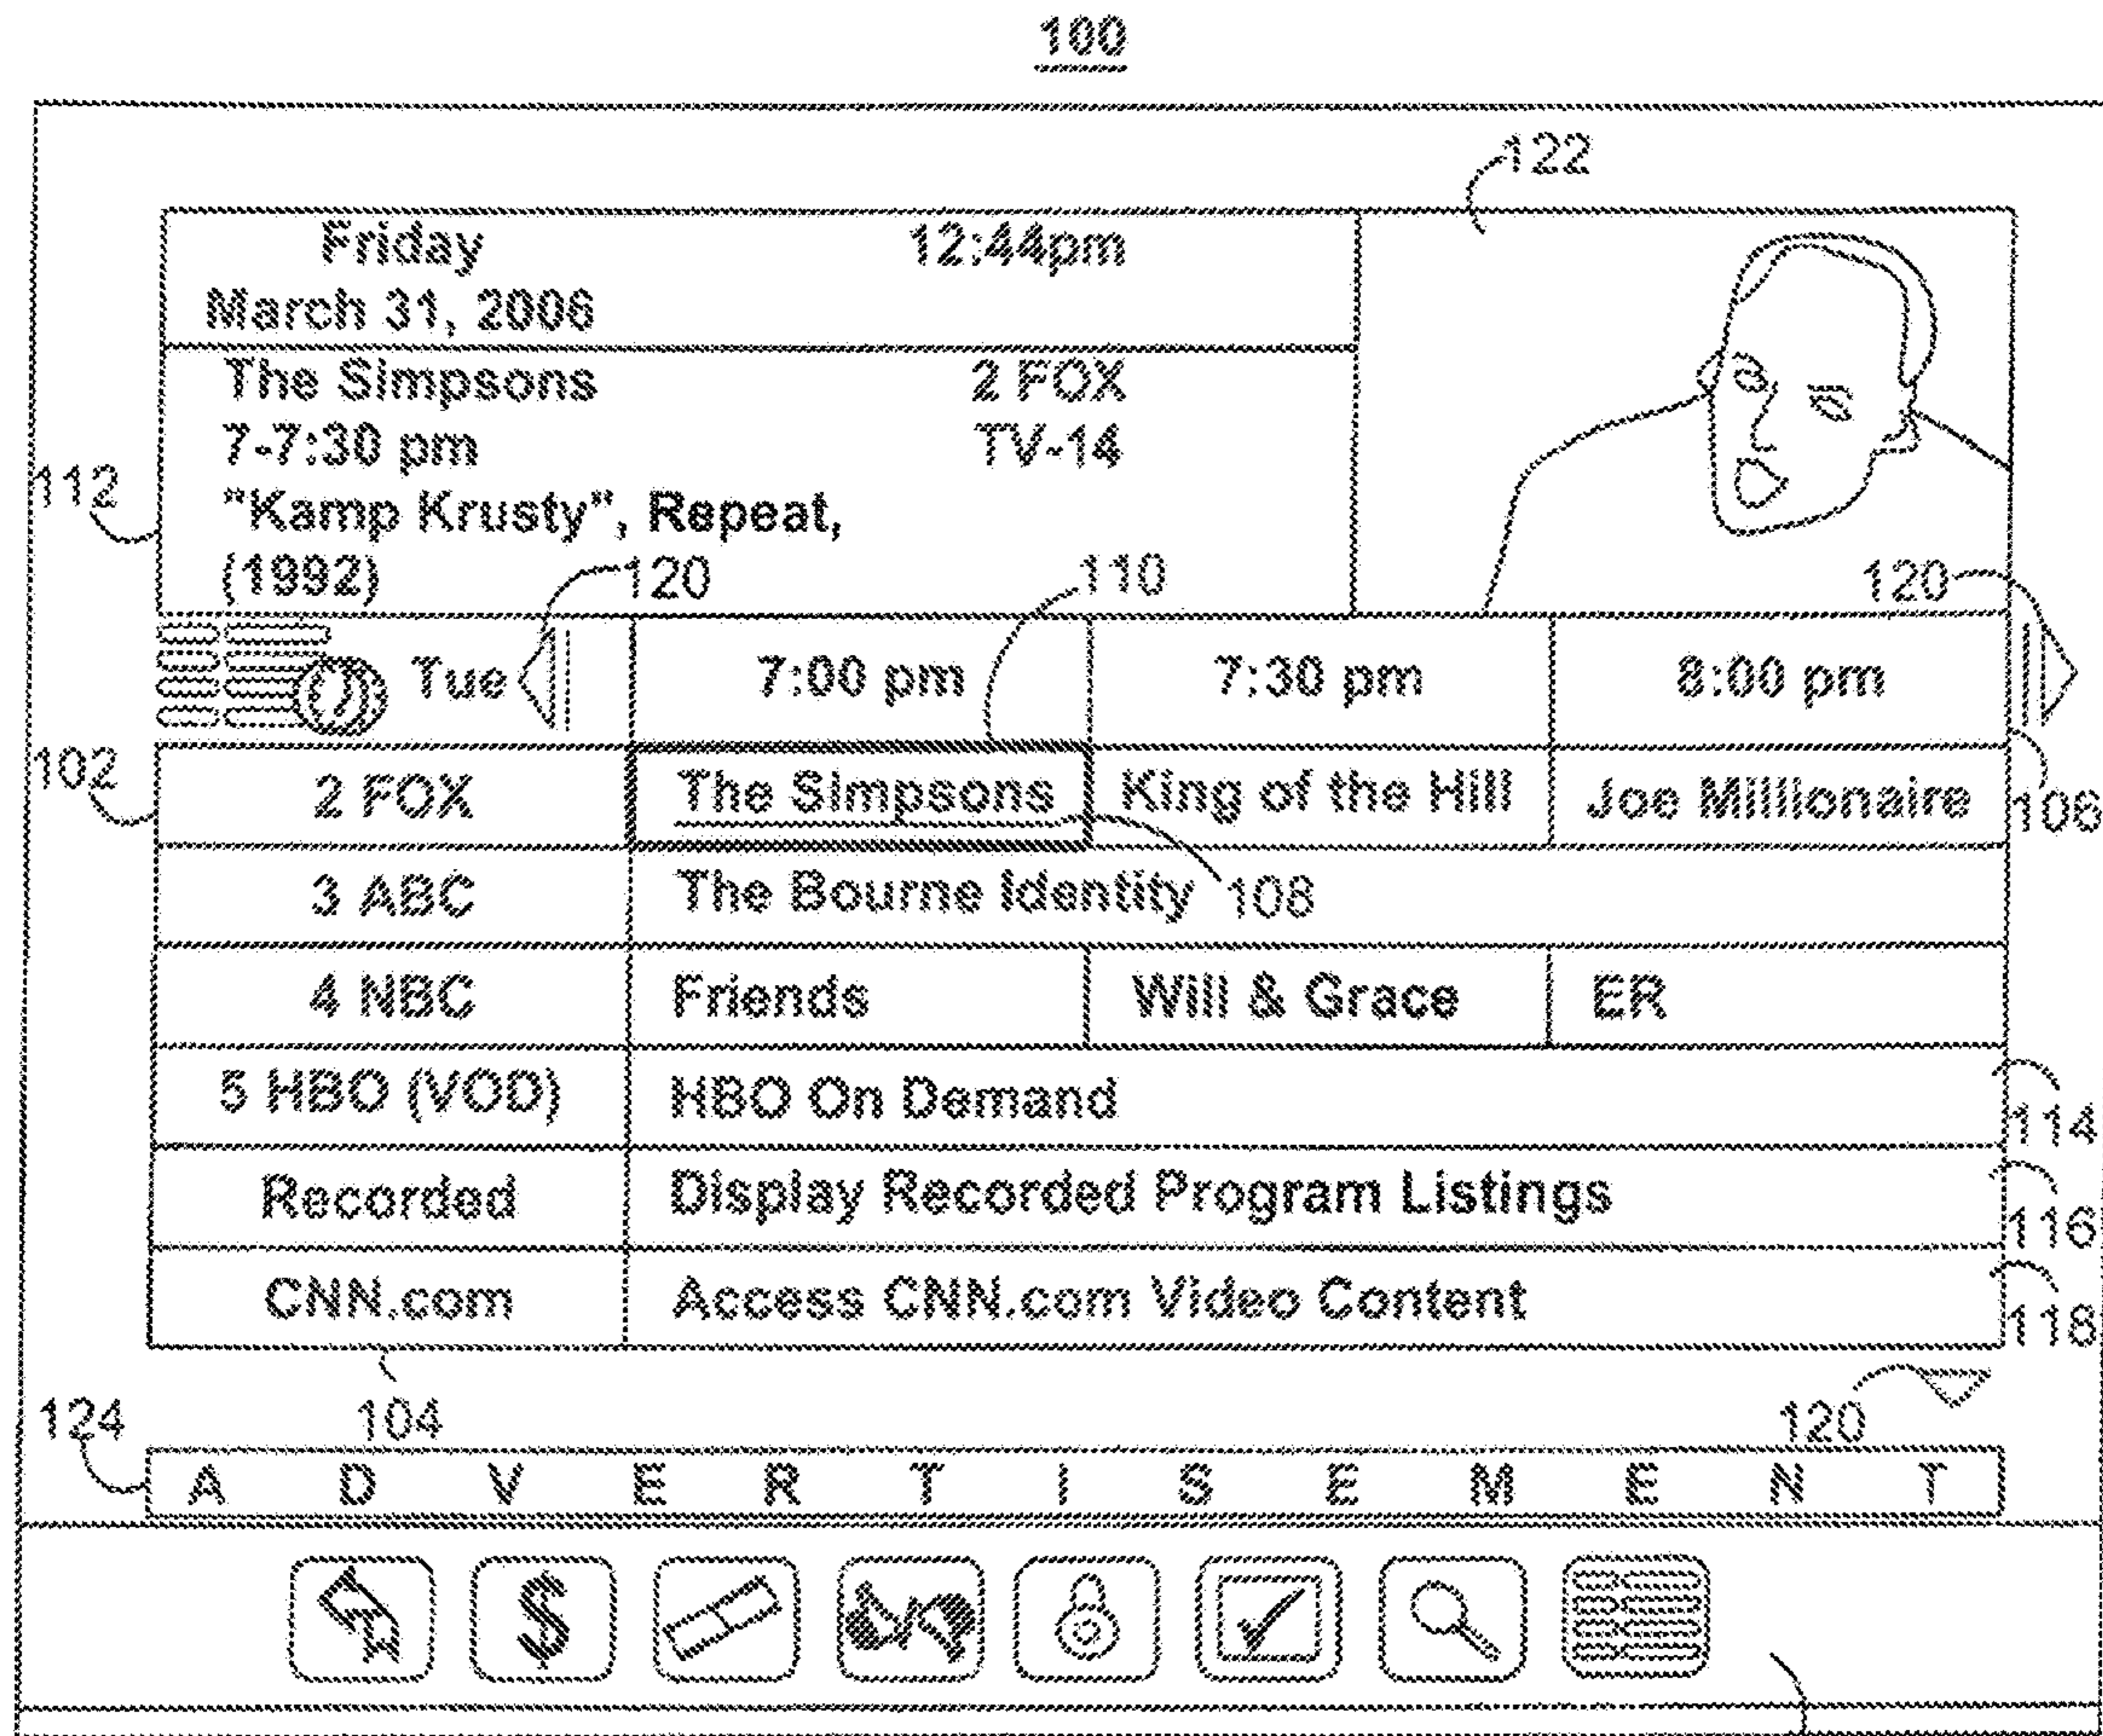 100
122
Friday 12:44pm
March 31, 2006
The Simpsons 2 FOX
7-7:30 pm TV-14
112
"Kamp Krusty", Repeat,
(1992) 120 110 120
Tue 7:00 pm 7:30 pm 8:00 pm
102 2 FOX The Simpsons King of the Hill Joe Millionaire 106
3 ABC The Bourne Identity 108
4 NBC Friends Will & Grace ER
5 HBO (VOD) HBO On Demand 114
Recorded Display Recorded Program Listings 116
CNN.com Access CNN.com Video Content 118
124 104 120
A D V E R T I S E M E N T
$